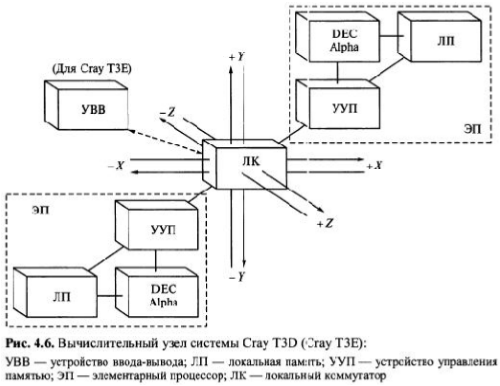 DEC
Alpha
ЛП
УУП
ЭП
(Для Cray T3E)
УВВ
+Y
−Z
ЛК
−X
+X
+Z
−Y
ЭП
УУП
ЛП
DEC
Alpha
Рис. 4.6. Вычислительный узел системы Cray T3D (Cray T3E):
УВВ — устройство ввода-вывода; ЛП — локальная память; УУП — устройство управления
памятью; ЭП — элементарный процессор; ЛК — локальный коммутатор